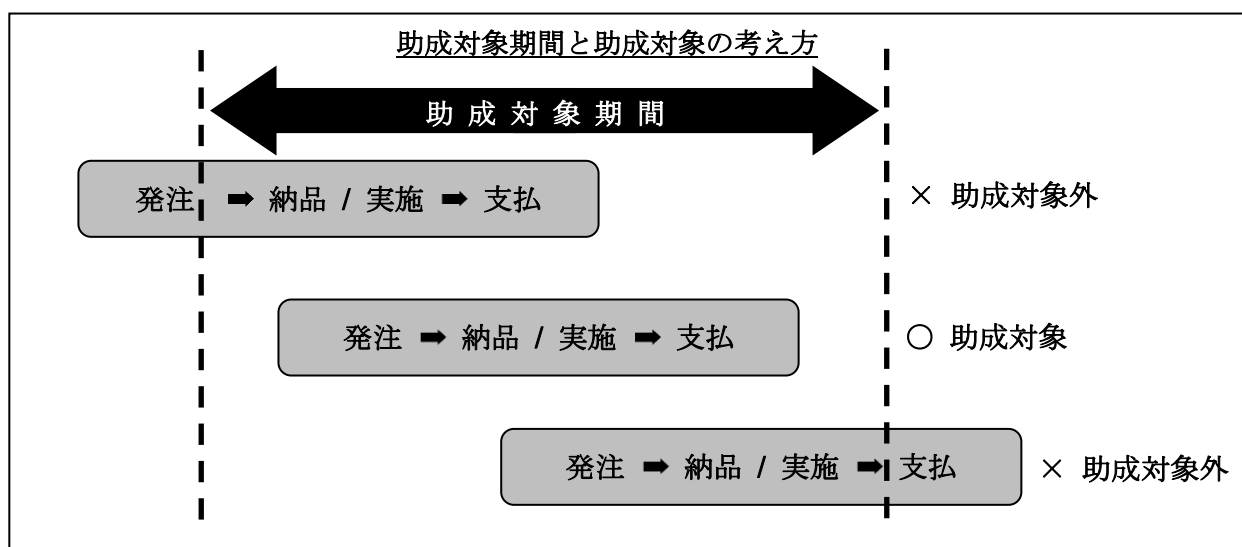 助成対象期間と助成対象の考え方
助成対象期間
発注 ➡ 納品 / 実施 ➡ 支払
× 助成対象外
発注 ➡ 納品 / 実施 ➡ 支払
○ 助成対象
発注 ➡ 納品 / 実施 ➡ 支払
× 助成対象外